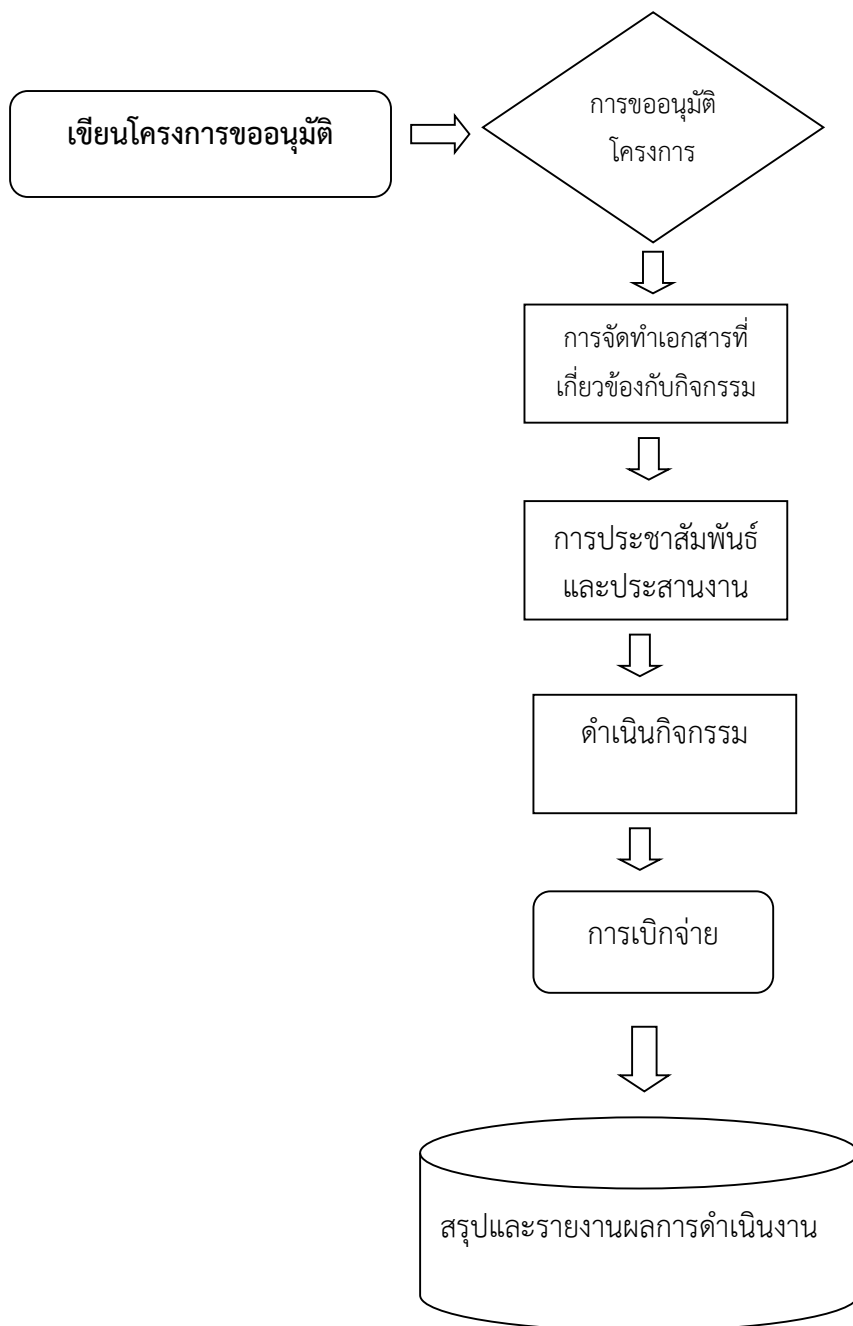 เขียนโครงการขออนุมัติ
การขออนุมัติ
โครงการ
การจัดทำเอกสารที่
เกี่ยวข้องกับกิจกรรม
การประชาสัมพันธ์
และประสานงาน
ดำเนินกิจกรรม
การเบิกจ่าย
สรุปและรายงานผลการดำเนินงาน